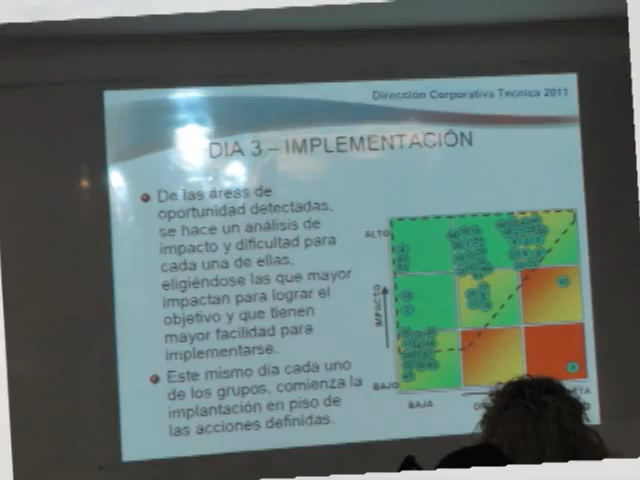 Dirección Corporativa Tecnica 2011
DIA 3 – IMPLEMENTACIÓN
De las áreas de
oportunidad detectadas,
se hace un análisis de
impacto y dificultad para
cada una de ellas,
eligiéndose las que mayor
impactan para lograr el
objetivo y que tienen
mayor facilidad para
implementarse.
Este mismo día cada uno
de los grupos, comienza la
implantación en piso de
las acciones definidas.
ALTO
IMPACTO
BAJO
BAJA